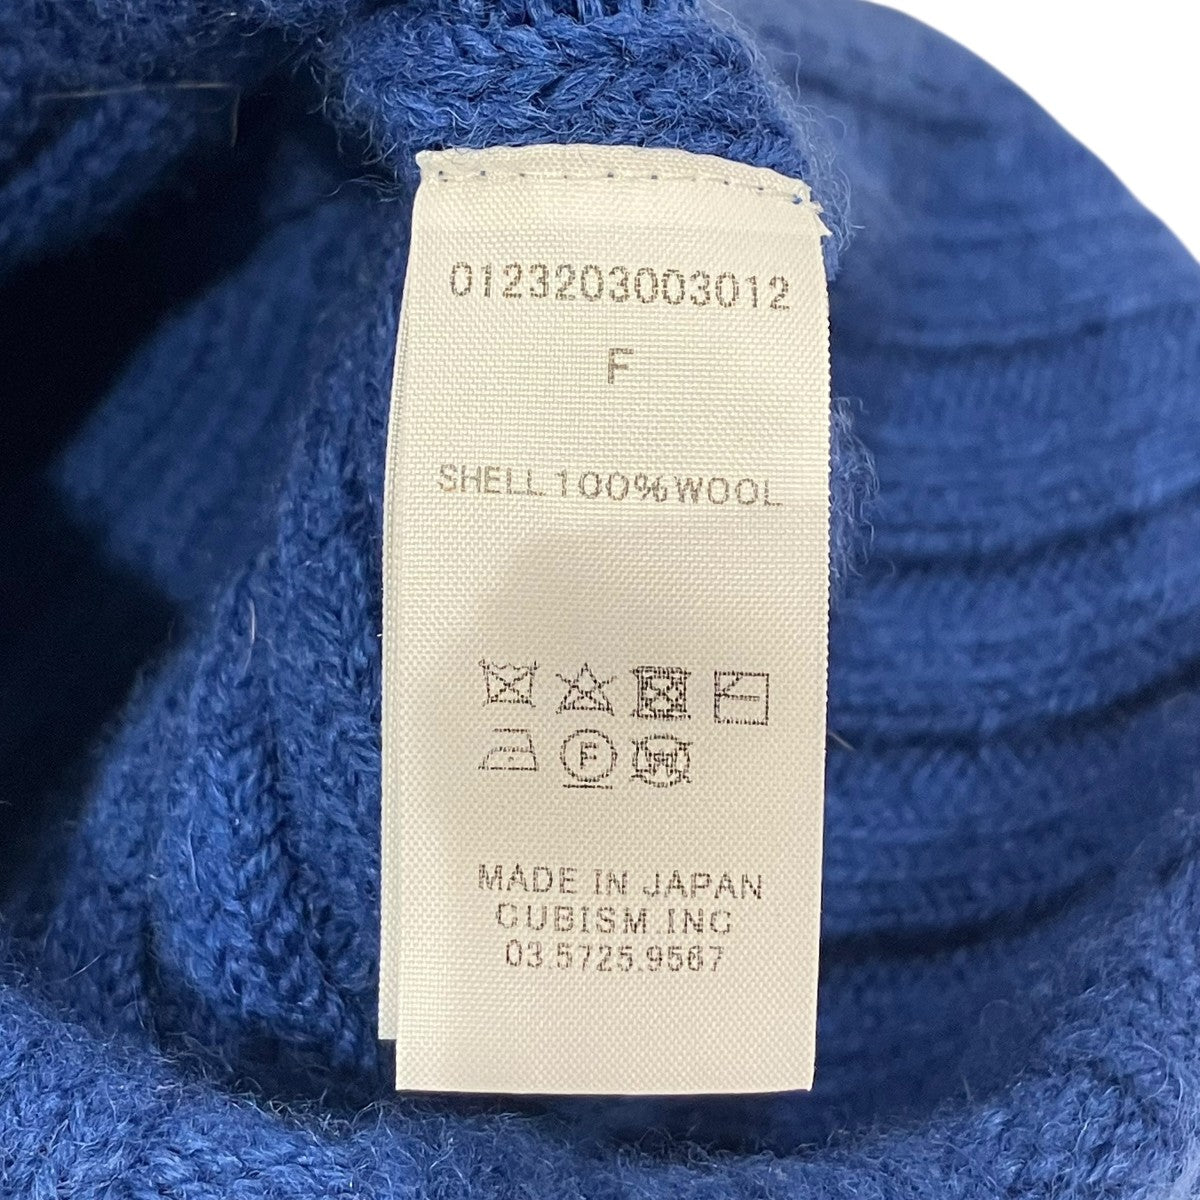 0123203003012
F
SHELL 100% WOOL
F
W
MADE IN JAPAN
CUBISM.INC
03.5725.9567